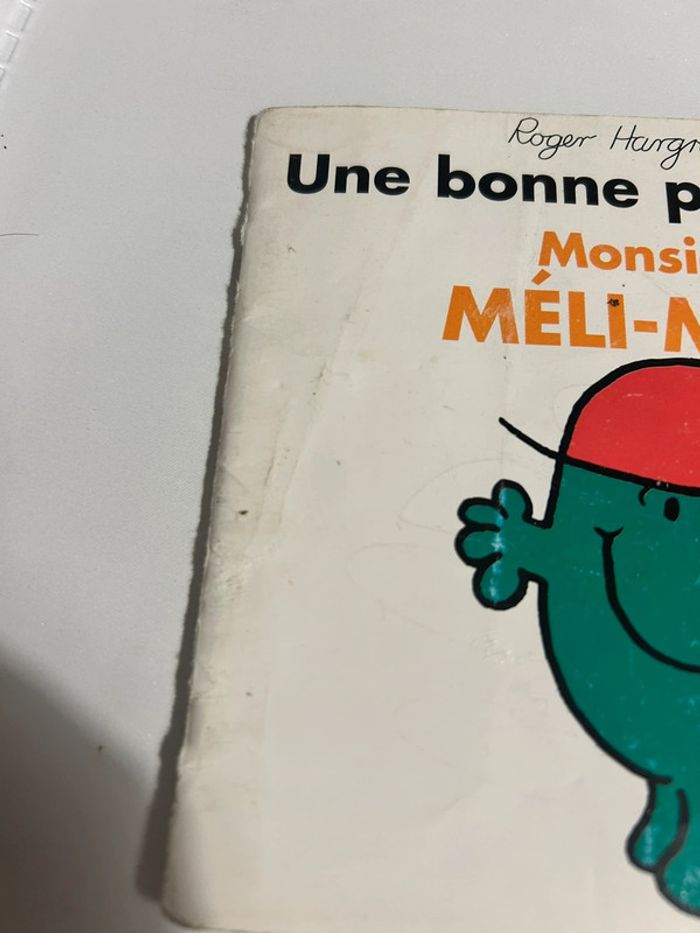 Roger Hargr
Une bonne p
Monsi
MÉLI-M